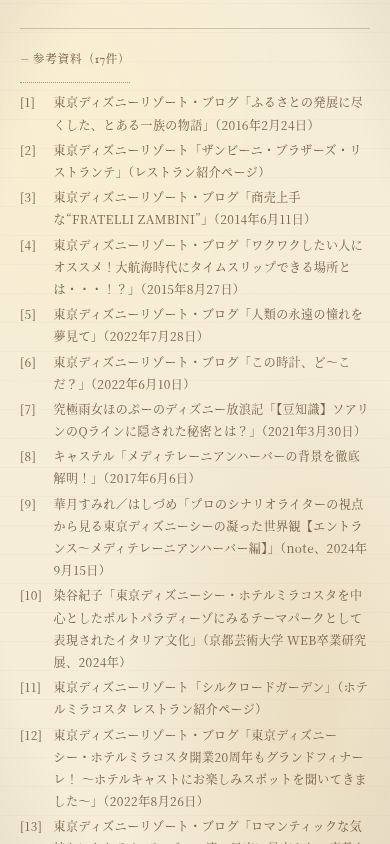 – 参考資料（17件）
[1] 東京ディズニーリゾート・ブログ「ふるさとの発展に尽
くした、とある一族の物語」（2016年2月24日）
[2] 東京ディズニーリゾート「ザンビーニ・ブラザーズ・リ
ストランテ」（レストラン紹介ページ）
[3] 東京ディズニーリゾート・ブログ「商売上手
な“FRATELLI ZAMBINI”」（2014年6月11日）
[4] 東京ディズニーリゾート・ブログ「ワクワクしたい人に
オススメ！大航海時代にタイムスリップできる場所と
は・・・！？」（2015年8月27日）
[5] 東京ディズニーリゾート・ブログ「人類の永遠の憧れを
夢見て」（2022年7月28日）
[6] 東京ディズニーリゾート・ブログ「この時計、ど〜こ
だ？」（2022年6月10日）
[7] 究極雨女ほのぷーのディズニー放浪記「【豆知識】ソアリ
ンのQラインに隠された秘密とは？」（2021年3月30日）
[8] キャステル「メディテレーニアンハーバーの背景を徹底
解明！」（2017年6月6日）
[9] 華月すみれ／はしづめ「プロのシナリオライターの視点
から見る東京ディズニーシーの凝った世界観【エントラ
ンス〜メディテレーニアンハーバー編】」（note、2024年
9月15日）
[10] 染谷紀子「東京ディズニーシー・ホテルミラコスタを中
心としたポルトパラディーゾにみるテーマパークとして
表現されたイタリア文化」（京都芸術大学 WEB卒業研究
展、2024年）
[11] 東京ディズニーリゾート「シルクロードガーデン」（ホテ
ルミラコスタ レストラン紹介ページ）
[12] 東京ディズニーリゾート・ブログ「東京ディズニー
シー・ホテルミラコスタ開業20周年もグランドフィナー
レ！ 〜ホテルキャストにお楽しみスポットを聞いてきま
した〜」（2022年8月26日）
[13] 東京ディズニーリゾート・ブログ「ロマンティックな気